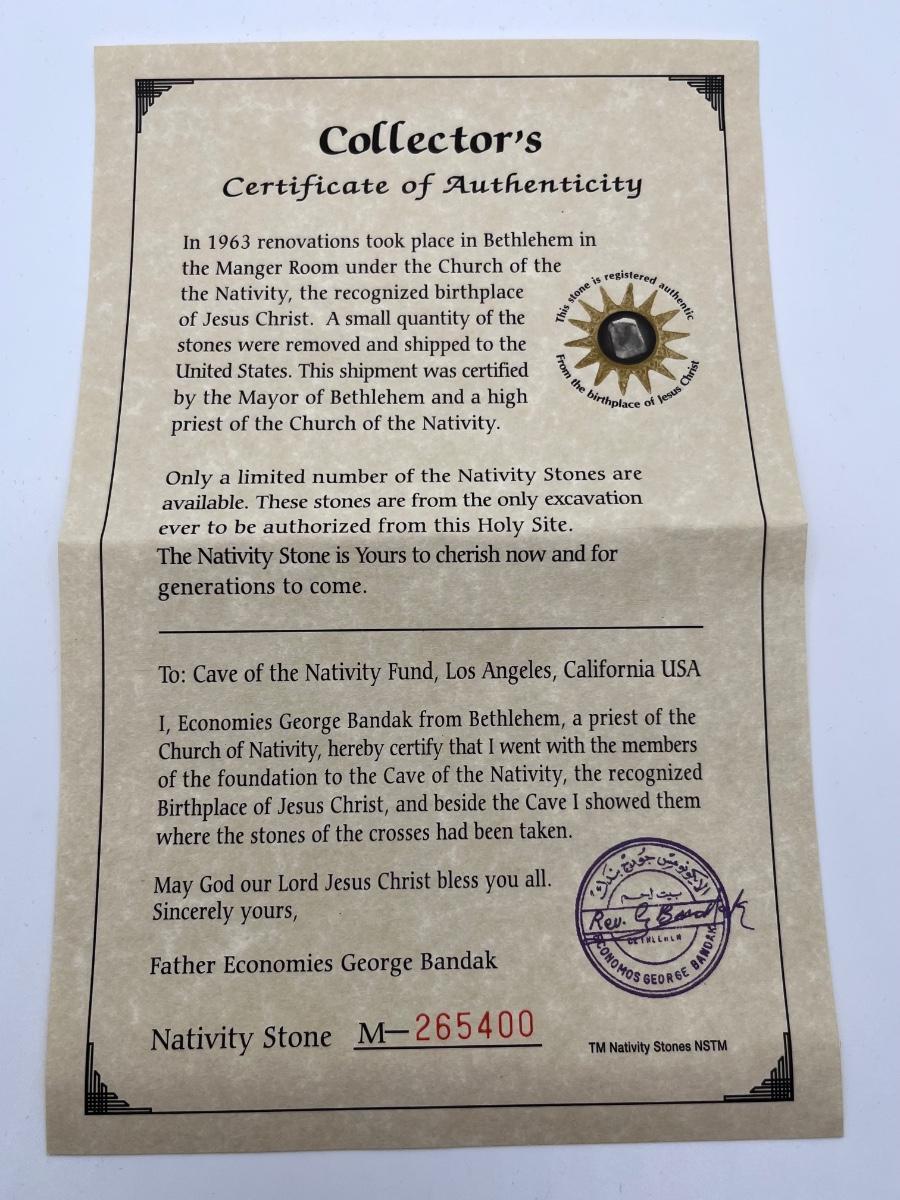 Collector's
Certificate of Authenticity
In 1963 renovations took place in Bethlehem in
the Manger Room under the Church of the
the Nativity, the recognized birthplace
of Jesus Christ. A small quantity of the
stones were removed and shipped to the
United States. This shipment was certified
by the Mayor of Bethlehem and a high
priest of the Church of the Nativity.
This stone is registered authentic
From the birthplace of Jesus Christ
Only a limited number of the Nativity Stones are
available. These stones are from the only excavation
ever to be authorized from this Holy Site.
The Nativity Stone is Yours to cherish now and for
generations to come.
To: Cave of the Nativity Fund, Los Angeles, California USA
I, Economies George Bandak from Bethlehem, a priest of the
Church of Nativity, hereby certify that I went with the members
of the foundation to the Cave of the Nativity, the recognized
Birthplace of Jesus Christ, and beside the Cave I showed them
where the stones of the crosses had been taken.
May God our Lord Jesus Christ bless you all.
Sincerely yours,
Father Economies George Bandak
الايكونوموس جورج بنداك
بيت لحم
Rev. G Bandak
BETHLEHEM
ECONOMOS GEORGE BANDAK
Nativity Stone M—265400
TM Nativity Stones NSTM